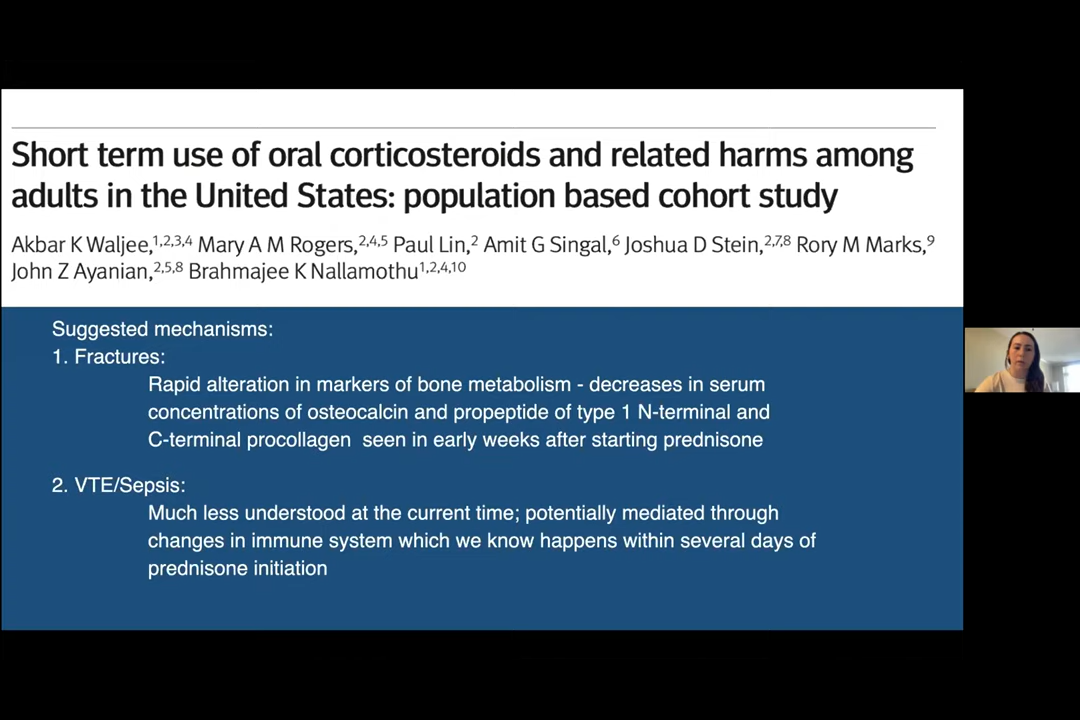 Short term use of oral corticosteroids and related harms among
adults in the United States: population based cohort study
Akbar K Waljee,1,2,3,4 Mary A M Rogers,2,4,5 Paul Lin,2 Amit G Singal,6 Joshua D Stein,2,7,8 Rory M Marks,9
John Z Ayanian,2,5,8 Brahmajee K Nallamothu1,2,4,10
Suggested mechanisms:
1. Fractures:
Rapid alteration in markers of bone metabolism - decreases in serum
concentrations of osteocalcin and propeptide of type 1 N-terminal and
C-terminal procollagen seen in early weeks after starting prednisone
2. VTE/Sepsis:
Much less understood at the current time; potentially mediated through
changes in immune system which we know happens within several days of
prednisone initiation